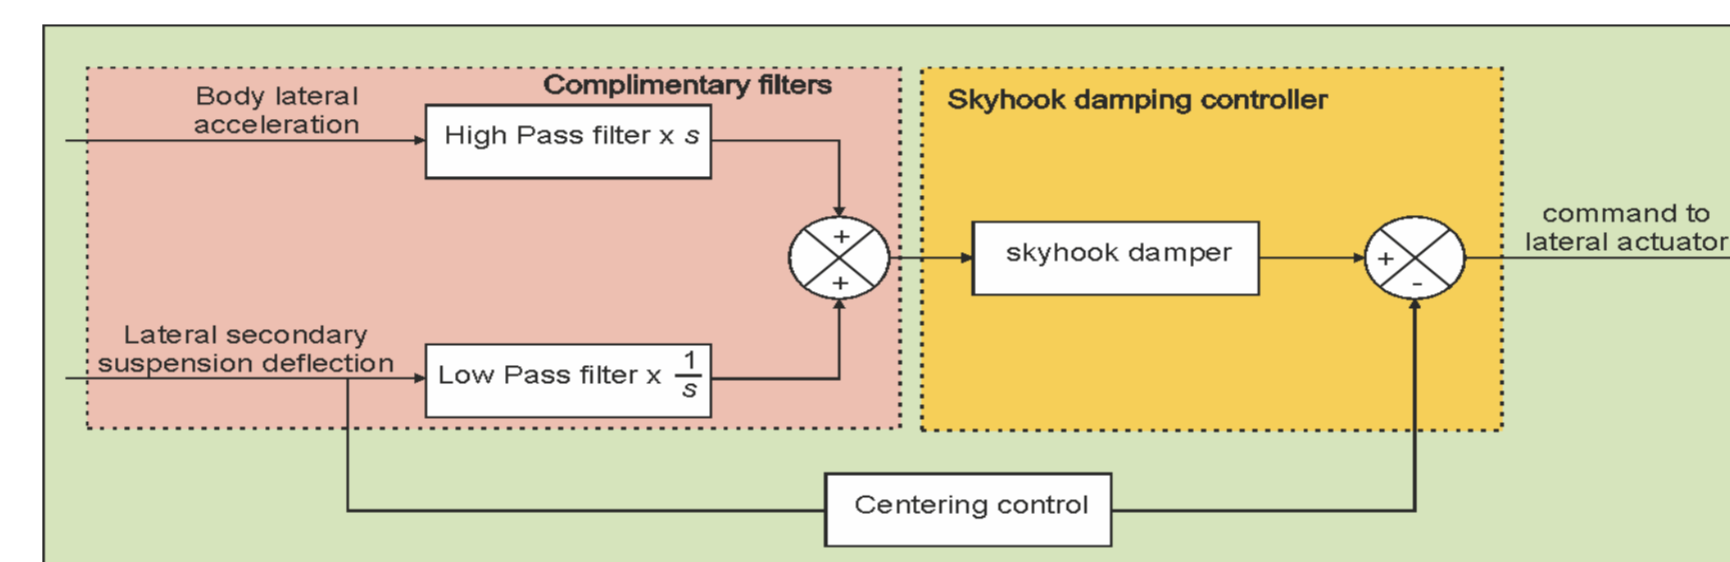 Complimentary filters
Body lateral
acceleration
High Pass filter x s
+
+
Lateral secondary
suspension deflection
Low Pass filter x 1/s
Skyhook damping controller
skyhook damper
+
-
command to
lateral actuator
Centering control